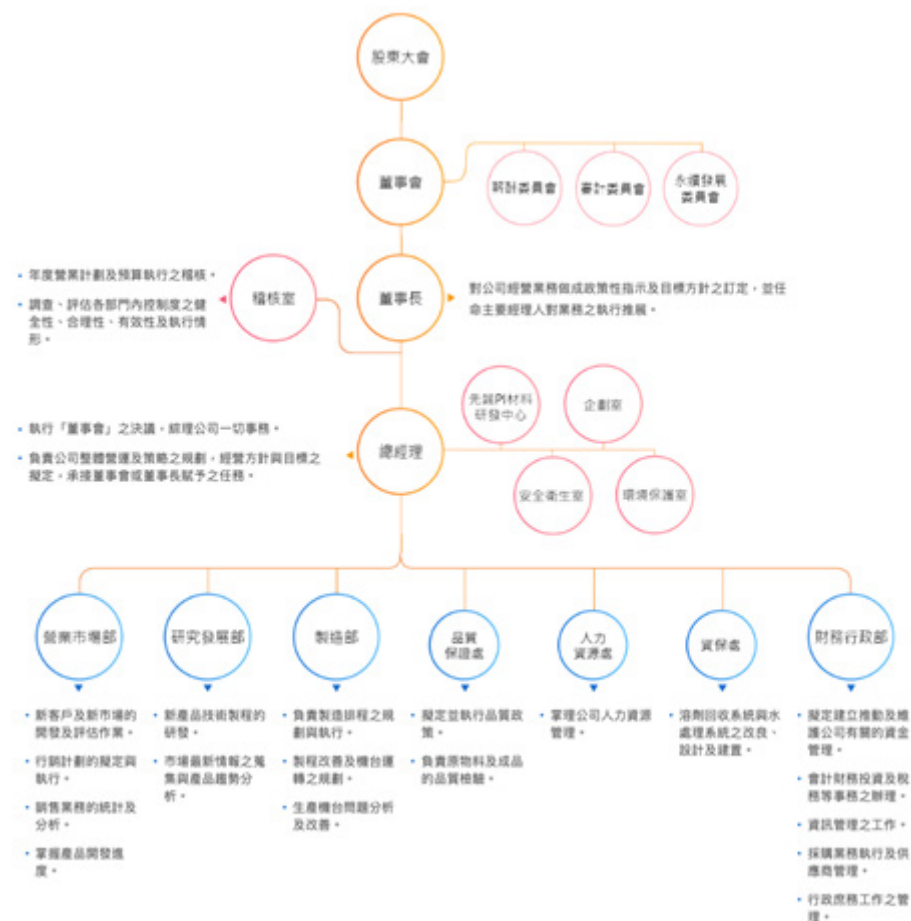 股東大會
董事會
薪酬委員會
審計委員會
永續發展
委員會
• 年度營業計劃及預算執行之稽核。
• 調查、評估各部門內控制度之健
全性、合理性、有效性及執行情
形。
稽核室
董事長
對公司經營業務做成政策性指示及目標方針之訂定，並任
命主要經理人對業務之執行推展。
先端PI材料
研發中心
企劃室
• 執行「董事會」之決議，綜理公司一切事務。
• 負責公司整體營運及策略之規劃，經營方針與目標之
擬定，承接董事會或董事長賦予之任務。
總經理
安全衛生室
環境保護室
營業市場部
• 新客戶及新市場的
開發及評估作業。
• 行銷計劃的擬定與
執行。
• 銷售業務的統計及
分析。
• 掌握產品開發進
度。
研究發展部
• 新產品技術製程的
研發。
• 市場最新情報之蒐
集與產品趨勢分
析。
製造部
• 負責製造排程之規
劃與執行。
• 製程改善及機台運
轉之規劃。
• 生產機台問題分析
及改善。
品質
保證處
• 擬定並執行品質政
策。
• 負責原物料及成品
的品質檢驗。
人力
資源處
• 掌理公司人力資源
管理。
資保處
• 溶劑回收系統與水
處理系統之改良、
設計及建置。
財務行政部
• 擬定建立推動及維
護公司有關的資金
管理。
• 會計財務投資及稅
務等事務之辦理。
• 資訊管理之工作。
• 採購業務執行及供
應商管理。
• 行政庶務工作之管
理。